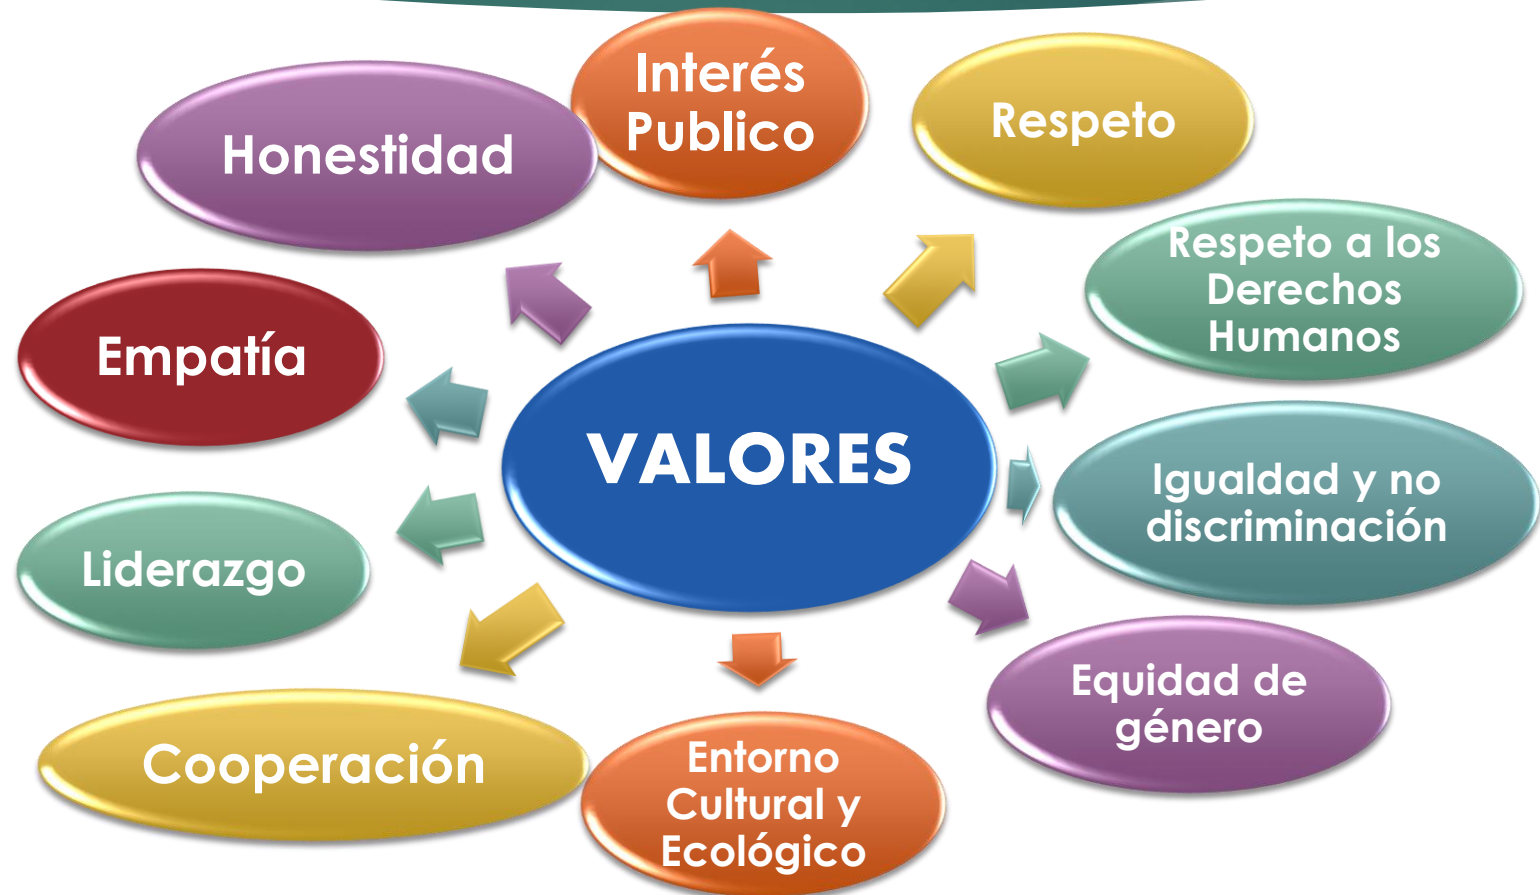 Interés
Publico
Respeto
Honestidad
Respeto a los
Derechos
Humanos
Empatía
VALORES
Igualdad y no
discriminación
Liderazgo
Equidad de
género
Cooperación
Entorno
Cultural y
Ecológico